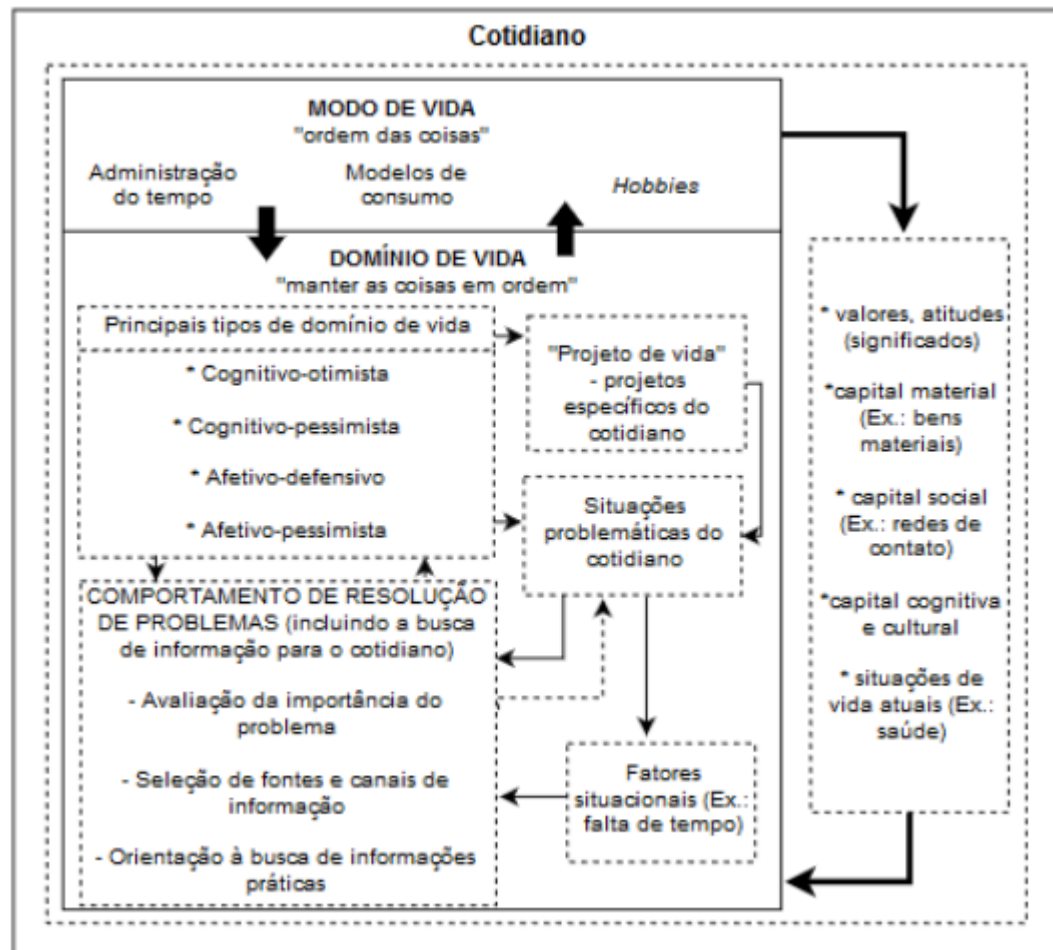 Cotidiano
MODO DE VIDA
"ordem das coisas"
Administração
do tempo
Modelos de
consumo
Hobbies
DOMÍNIO DE VIDA
"manter as coisas em ordem"
Principais tipos de domínio de vida
* Cognitivo-otimista
* Cognitivo-pessimista
* Afetivo-defensivo
* Afetivo-pessimista
"Projeto de vida"
- projetos
específicos do
cotidiano
Situações
problemáticas do
cotidiano
COMPORTAMENTO DE RESOLUÇÃO
DE PROBLEMAS (incluindo a busca
de informação para o cotidiano)
- Avaliação da importância do
problema
- Seleção de fontes e canais de
informação
- Orientação à busca de informações
práticas
Fatores
situacionais (Ex.:
falta de tempo)
* valores, atitudes
(significados)
*capital material
(Ex.: bens
materiais)
* capital social
(Ex.: redes de
contato)
*capital cognitiva
e cultural
* situações de
vida atuais (Ex.:
saúde)